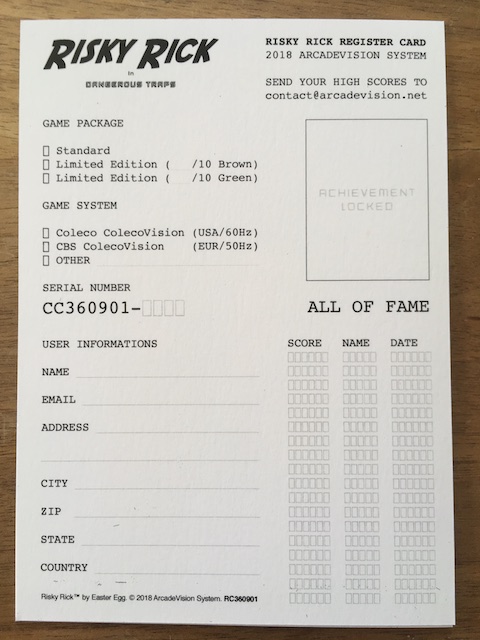 RISKY RICK
in
DANGEROUS TRAPS
RISKY RICK REGISTER CARD
2018 ARCADEVISION SYSTEM
SEND YOUR HIGH SCORES TO
contact@arcadevision.net
GAME PACKAGE
Standard
Limited Edition ( /10 Brown)
Limited Edition ( /10 Green)
GAME SYSTEM
Coleco ColecoVision (USA/60Hz)
CBS ColecoVision (EUR/50Hz)
OTHER
ACHIEVEMENT
LOCKED
SERIAL NUMBER
CC360901-
ALL OF FAME
USER INFORMATIONS
NAME
EMAIL
ADDRESS
CITY
ZIP
STATE
COUNTRY
SCORE NAME DATE
Risky Rick™ by Easter Egg. © 2018 ArcadeVision System. RC360901